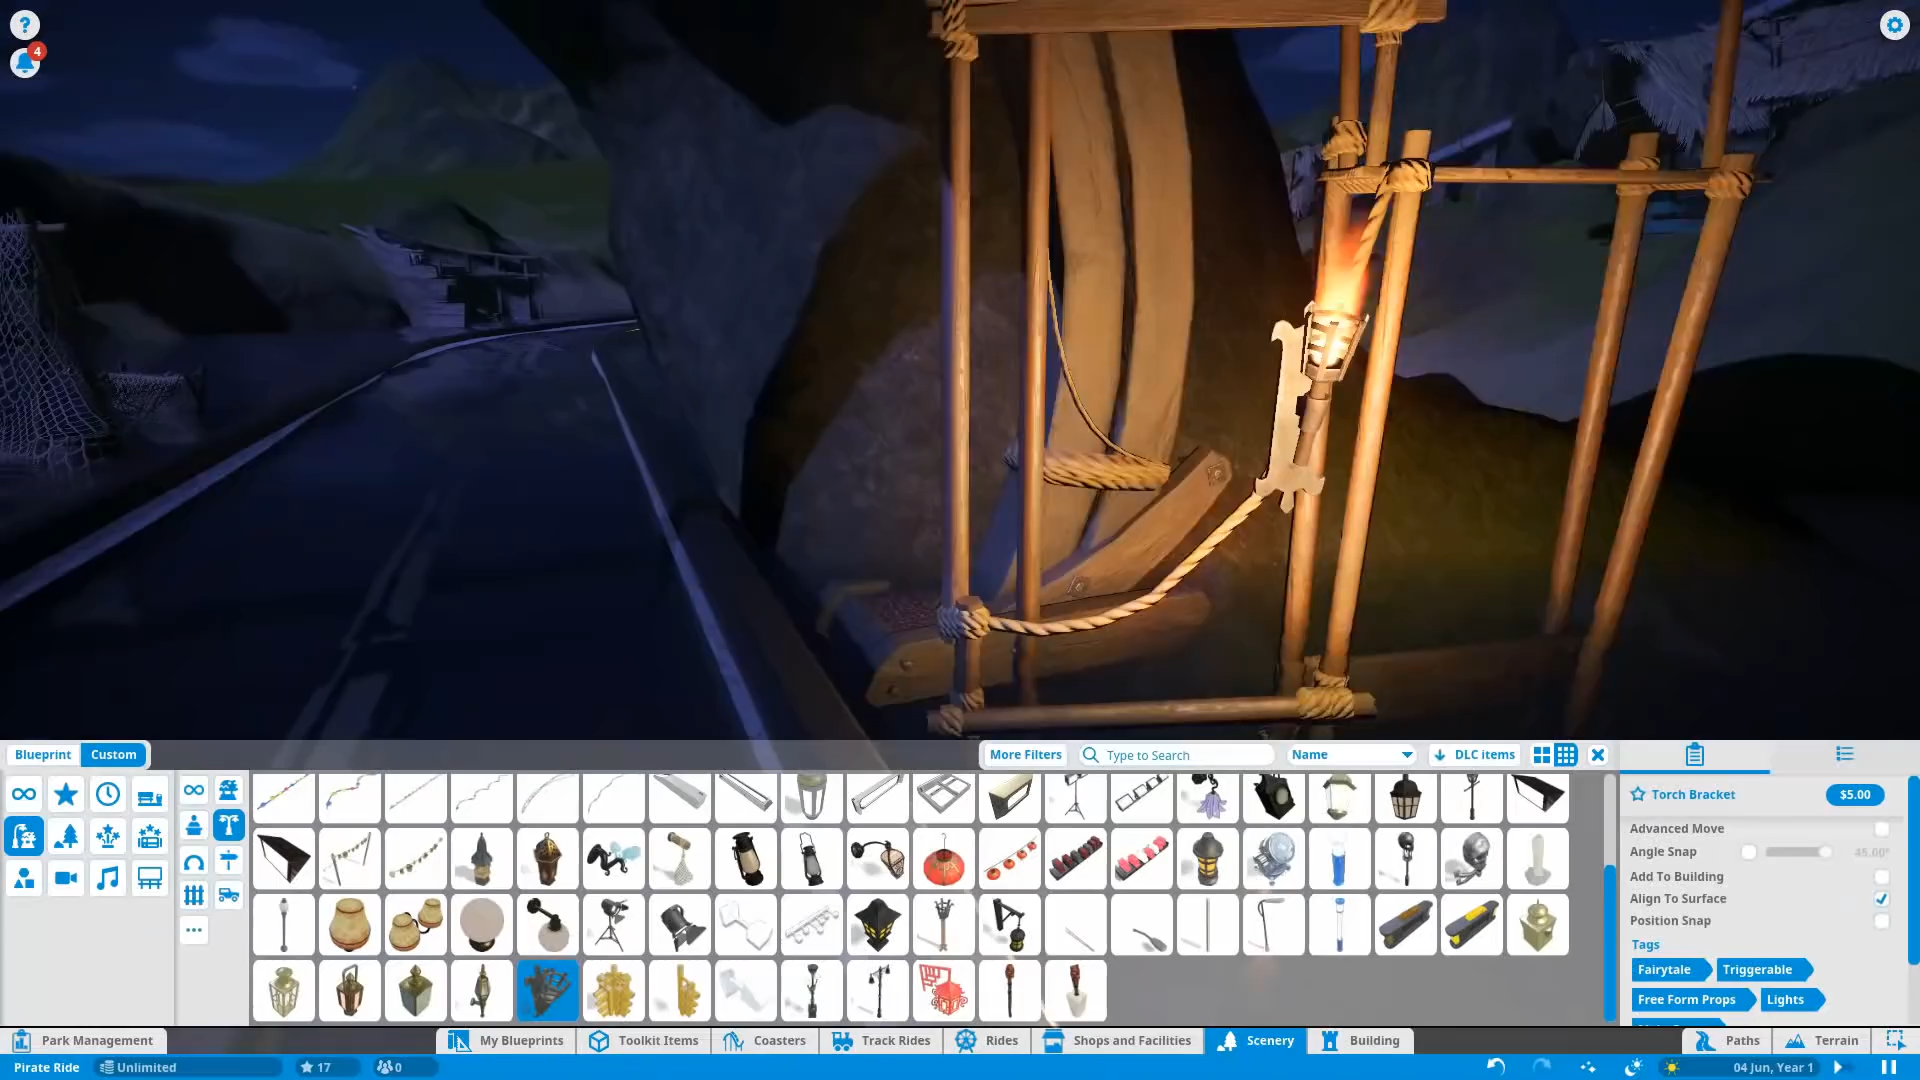 ?
4
Blueprint
Custom
More Filters
Type to Search
Name
DLC items
Torch Bracket
$5.00
Advanced Move
Angle Snap
45.00°
Add To Building
Align To Surface
Position Snap
Tags
Fairytale
Triggerable
Free Form Props
Lights
Park Management
My Blueprints
Toolkit Items
Coasters
Track Rides
Rides
Shops and Facilities
Scenery
Building
Paths
Terrain
Pirate Ride
Unlimited
17
0
04 Jun, Year 1